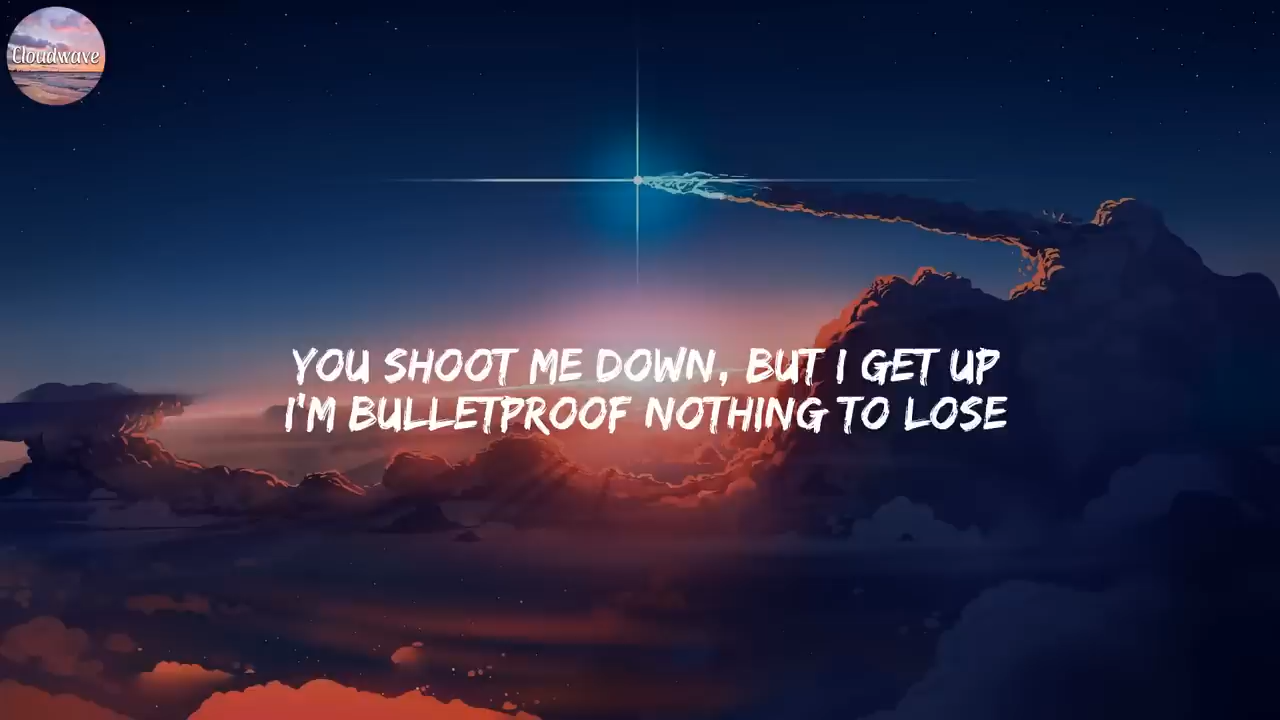 Cloudwave
YOU SHOOT ME DOWN, BUT I GET UP
I'M BULLETPROOF NOTHING TO LOSE